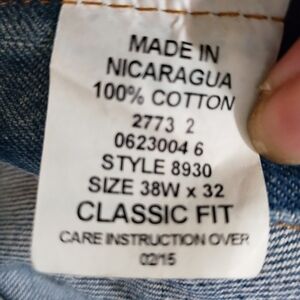 MADE IN
NICARAGUA
100% COTTON
2773 2
0623004 6
STYLE 8930
SIZE 38W x 32
CLASSIC FIT
CARE INSTRUCTION OVER
02/15